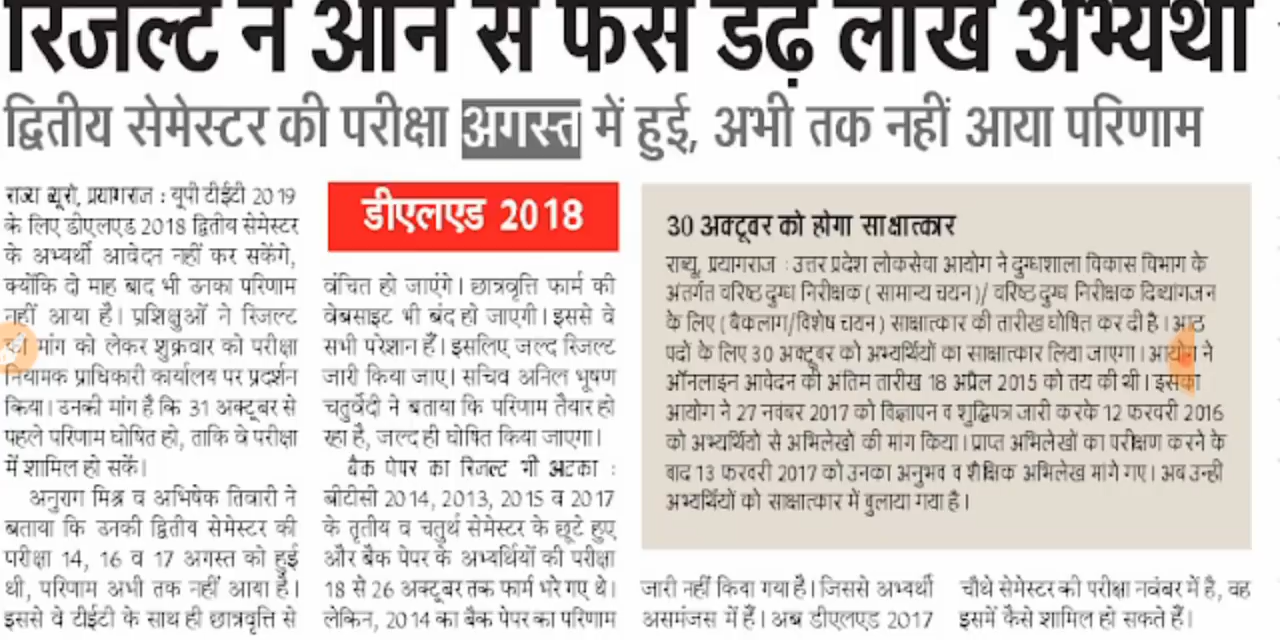 रिजल्ट न आने से फंसे डेढ़ लाख अभ्यर्थी
द्वितीय सेमेस्टर की परीक्षा अगस्त में हुई, अभी तक नहीं आया परिणाम
राज्य ब्यूरो, प्रयागराज : यूपी टीईटी 2019
के लिए डीएलएड 2018 द्वितीय सेमेस्टर
के अभ्यर्थी आवेदन नहीं कर सकेंगे,
क्योंकि दो माह बाद भी उनका परिणाम
नहीं आया है। प्रशिक्षुओं ने रिजल्ट
की मांग को लेकर शुक्रवार को परीक्षा
नियामक प्राधिकारी कार्यालय पर प्रदर्शन
किया। उनकी मांग है कि 31 अक्टूबर से
पहले परिणाम घोषित हो, ताकि वे परीक्षा
में शामिल हो सकें।
अनुराग मिश्र व अभिषेक तिवारी ने
बताया कि उनकी द्वितीय सेमेस्टर की
परीक्षा 14, 16 व 17 अगस्त को हुई
थी, परिणाम अभी तक नहीं आया है।
इससे वे टीईटी के साथ ही छात्रवृत्ति से
डीएलएड 2018
वंचित हो जाएंगे। छात्रवृत्ति फार्म की
वेबसाइट भी बंद हो जाएगी। इससे वे
सभी परेशान हैं। इसलिए जल्द रिजल्ट
जारी किया जाए। सचिव अनिल भूषण
चतुर्वेदी ने बताया कि परिणाम तैयार हो
रहा है, जल्द ही घोषित किया जाएगा।
बैक पेपर का रिजल्ट भी अटका :
बीटीसी 2014, 2013, 2015 व 2017
के तृतीय व चतुर्थ सेमेस्टर के छूटे हुए
और बैक पेपर के अभ्यर्थियों की परीक्षा
18 से 26 अक्टूबर तक फार्म भरे गए थे।
लेकिन, 2014 का बैक पेपर का परिणाम
30 अक्टूबर को होगा साक्षात्कार
राब्यू, प्रयागराज : उत्तर प्रदेश लोकसेवा आयोग ने दुग्धशाला विकास विभाग के
अंतर्गत वरिष्ठ दुग्ध निरीक्षक ( सामान्य चयन )/ वरिष्ठ दुग्ध निरीक्षक दिव्यांगजन
के लिए ( बैकलाग/विशेष चयन ) साक्षात्कार की तारीख घोषित कर दी है। आठ
पदों के लिए 30 अक्टूबर को अभ्यर्थियों का साक्षात्कार लिया जाएगा। आयोग ने
ऑनलाइन आवेदन की अंतिम तारीख 18 अप्रैल 2015 को तय की थी। इसका
आयोग ने 27 नवंबर 2017 को विज्ञापन व शुद्धिपत्र जारी करके 12 फरवरी 2016
को अभ्यर्थियों से अभिलेखों की मांग किया। प्राप्त अभिलेखों का परीक्षण करने के
बाद 13 फरवरी 2017 को उनका अनुभव व शैक्षिक अभिलेख मांगे गए। अब उन्ही
अभ्यर्थियों को साक्षात्कार में बुलाया गया है।
जारी नहीं किया गया है। जिससे अभ्यर्थी
असमंजस में हैं। अब डीएलएड 2017
चौथे सेमेस्टर की परीक्षा नवंबर में है, वह
इसमें कैसे शामिल हो सकते हैं।